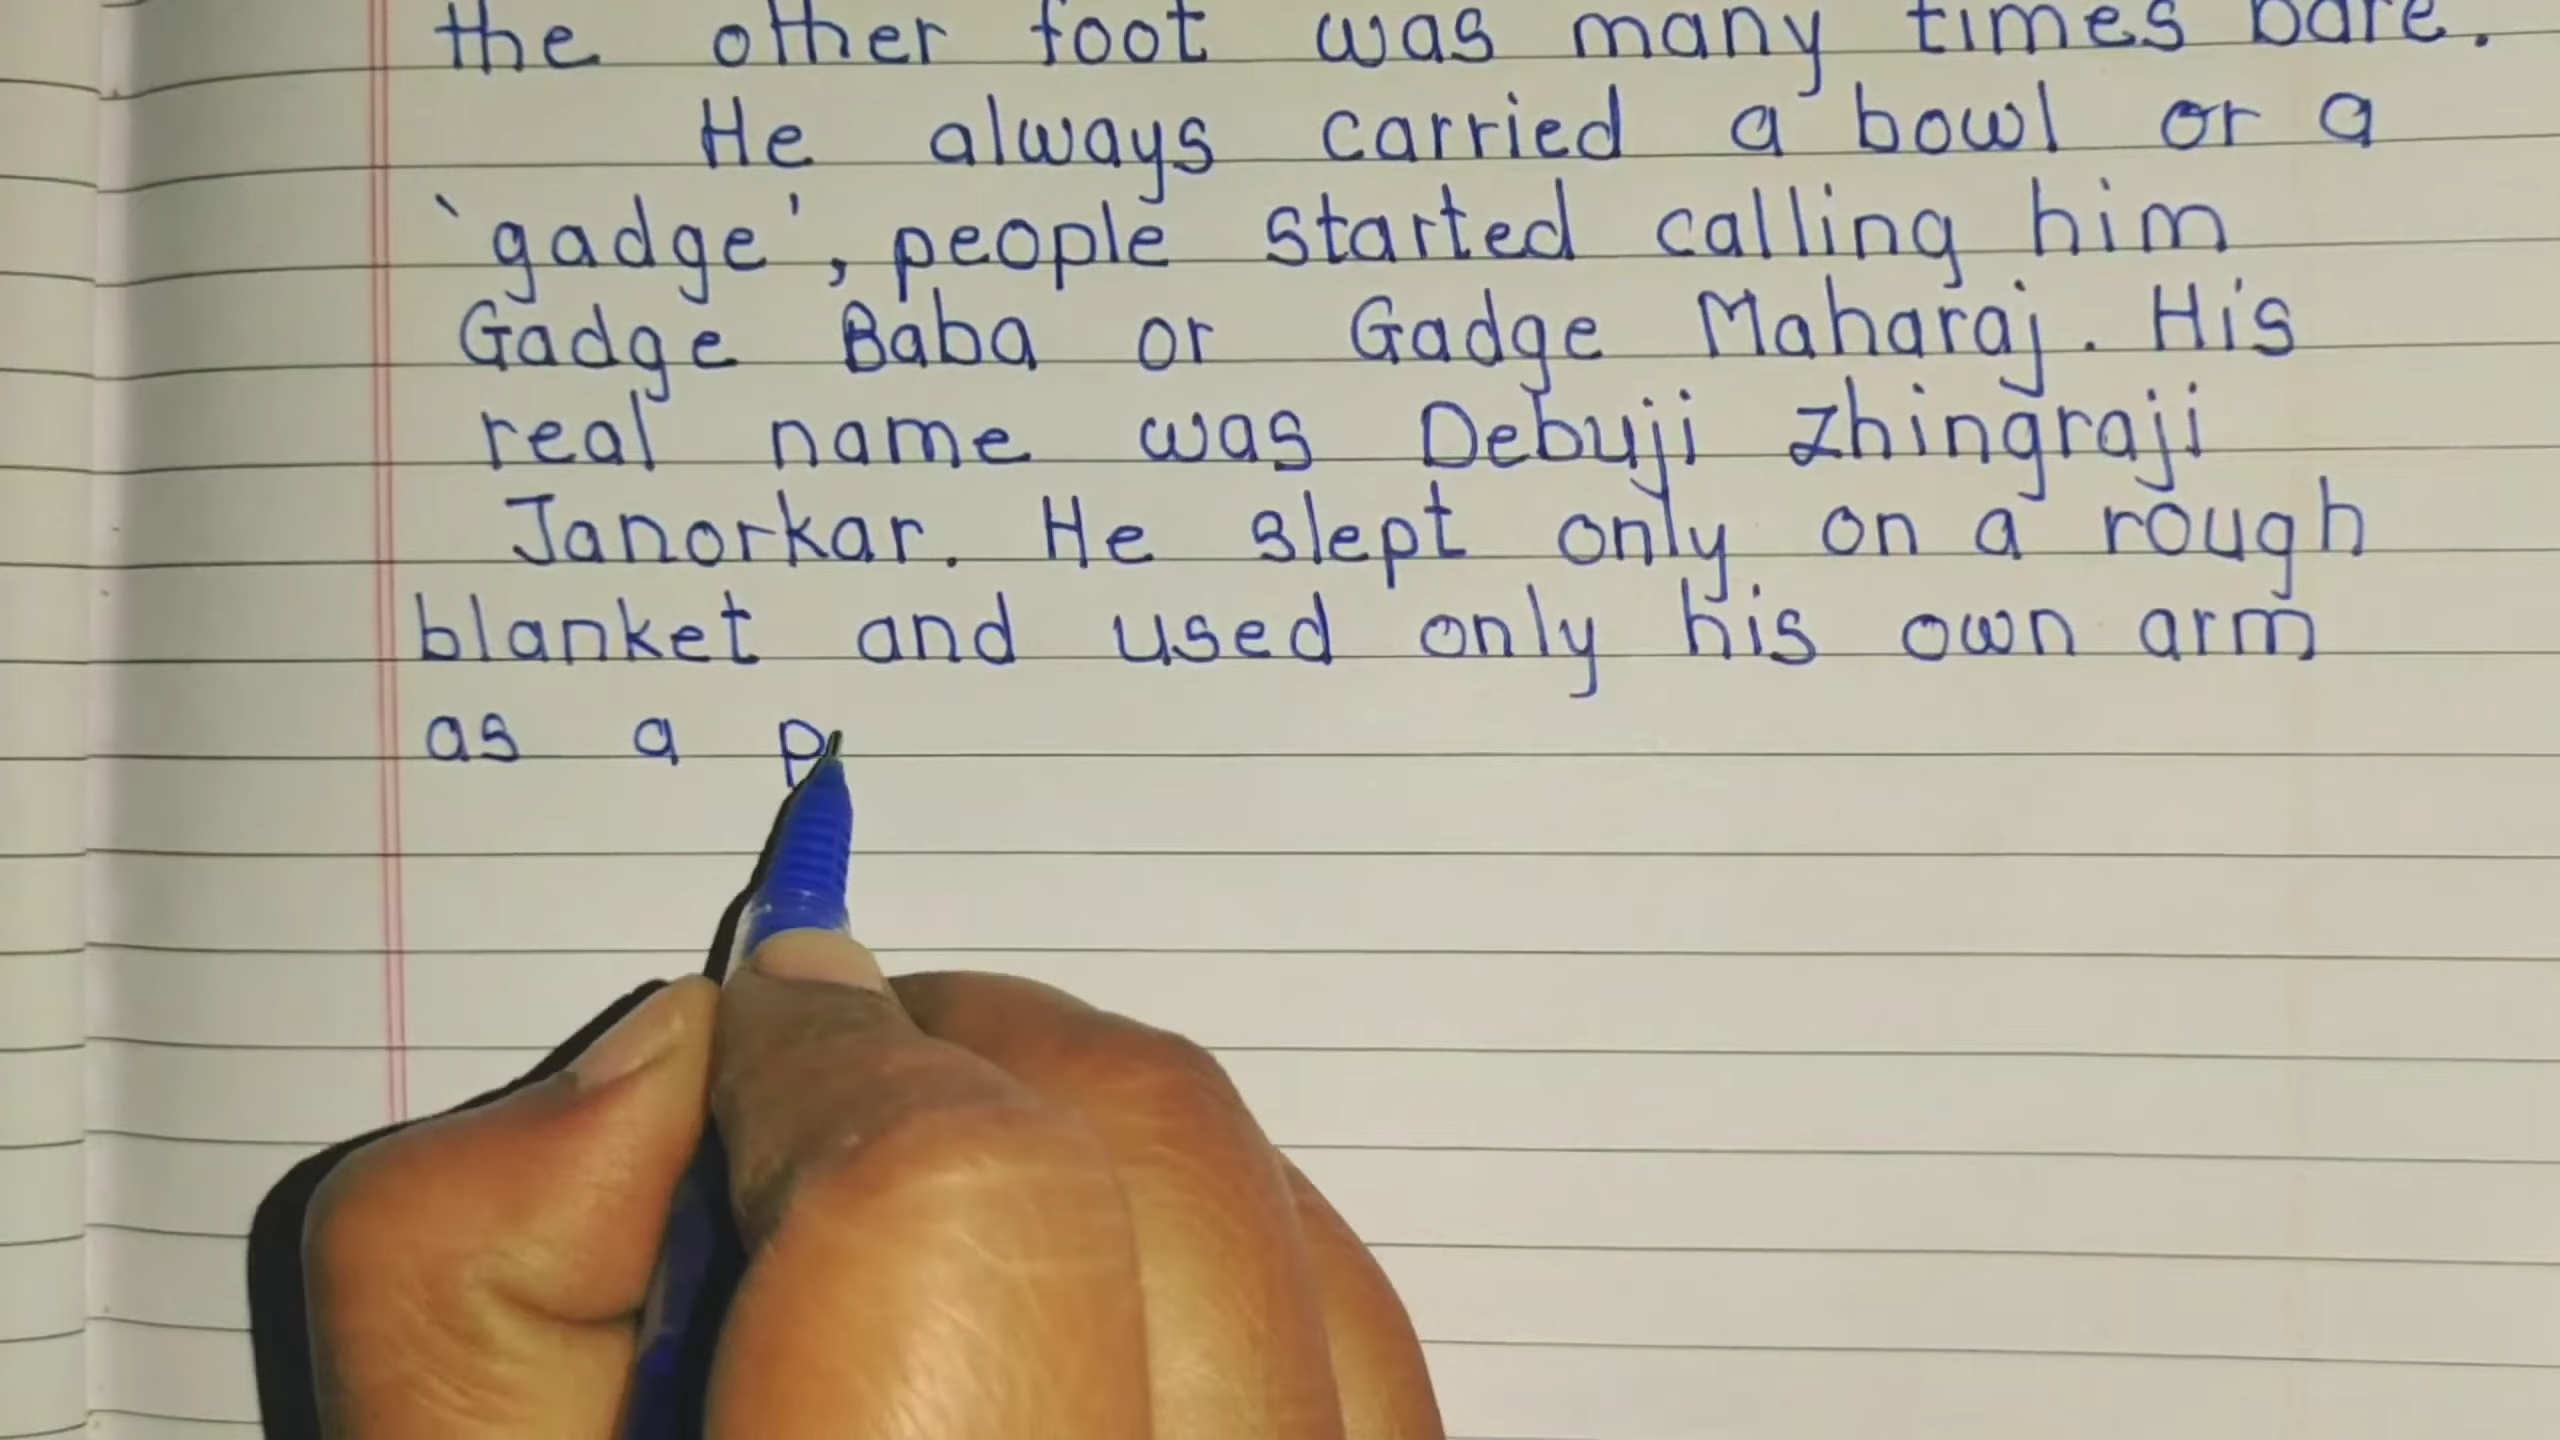 the other foot was many times bare.
He always carried a bowl or a
‘gadge’, people started calling him
Gadge Baba or Gadge Maharaj. His
real name was Debuji Zhingraji
Janorkar. He slept only on a rough
blanket and used only his own arm
as a p